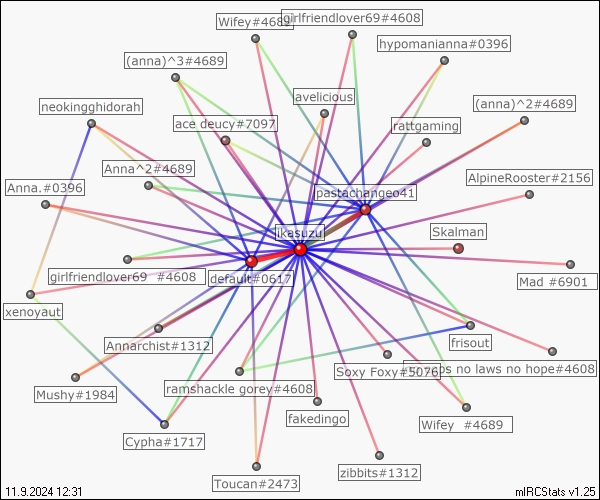 Wifey#4689
girlfriendlover69#4608
hypomanianna#0396
(anna)^3#4689
avelicious
neokingghidorah
(anna)^2#4689
ace deucy#7097
rattgaming
Anna^2#4689
AlpineRooster#2156
Anna.#0396
pastachangeo41
ikasuzu
Skalman
girlfriendlover69 #4608
default#0617
Mad #6901
xenoyaut
Annarchist#1312
frisout
Soxy Foxy#5076
no laws no hope#4608
ramshackle gorey#4608
Mushy#1984
fakedingo
Wifey #4689
Cypha#1717
zibbits#1312
Toucan#2473
11.9.2024 12:31
mIRCStats v1.25